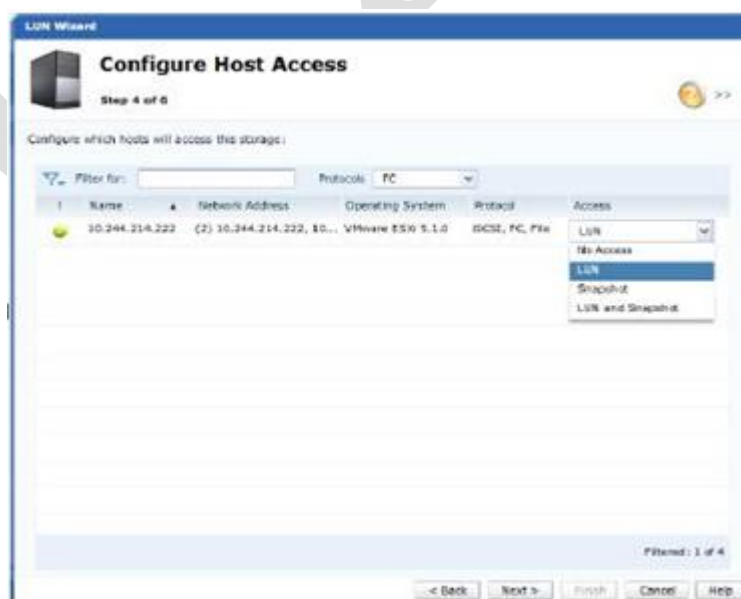 LUN Wizard
Configure Host Access
Step 4 of 6
>>
Configure which hosts will access this storage:
Filter for: Protocols FC
! Name Network Address Operating System Protocol Access
10.244.214.222 (2) 10.244.214.222, 10... VMware ESXi 5.1.0 iSCSI, FC, File LUN
No Access
LUN
Snapshot
LUN and Snapshot
Filtered: 1 of 4
< Back Next > Finish Cancel Help